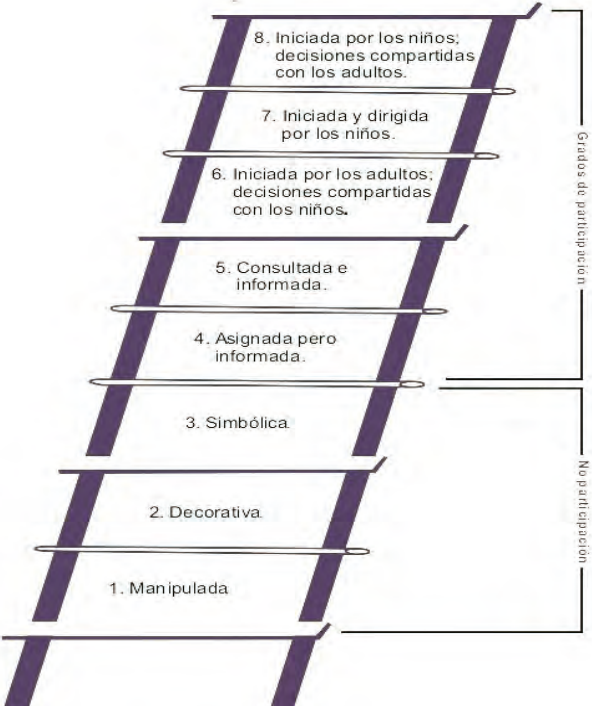 8. Iniciada por los niños;
decisiones compartidas
con los adultos.
7. Iniciada y dirigida
por los niños.
6. Iniciada por los adultos;
decisiones compartidas
con los niños.
5. Consultada e
informada.
4. Asignada pero
informada.
3. Simbólica
2. Decorativa
1. Manipulada
Grados de participación
No participación